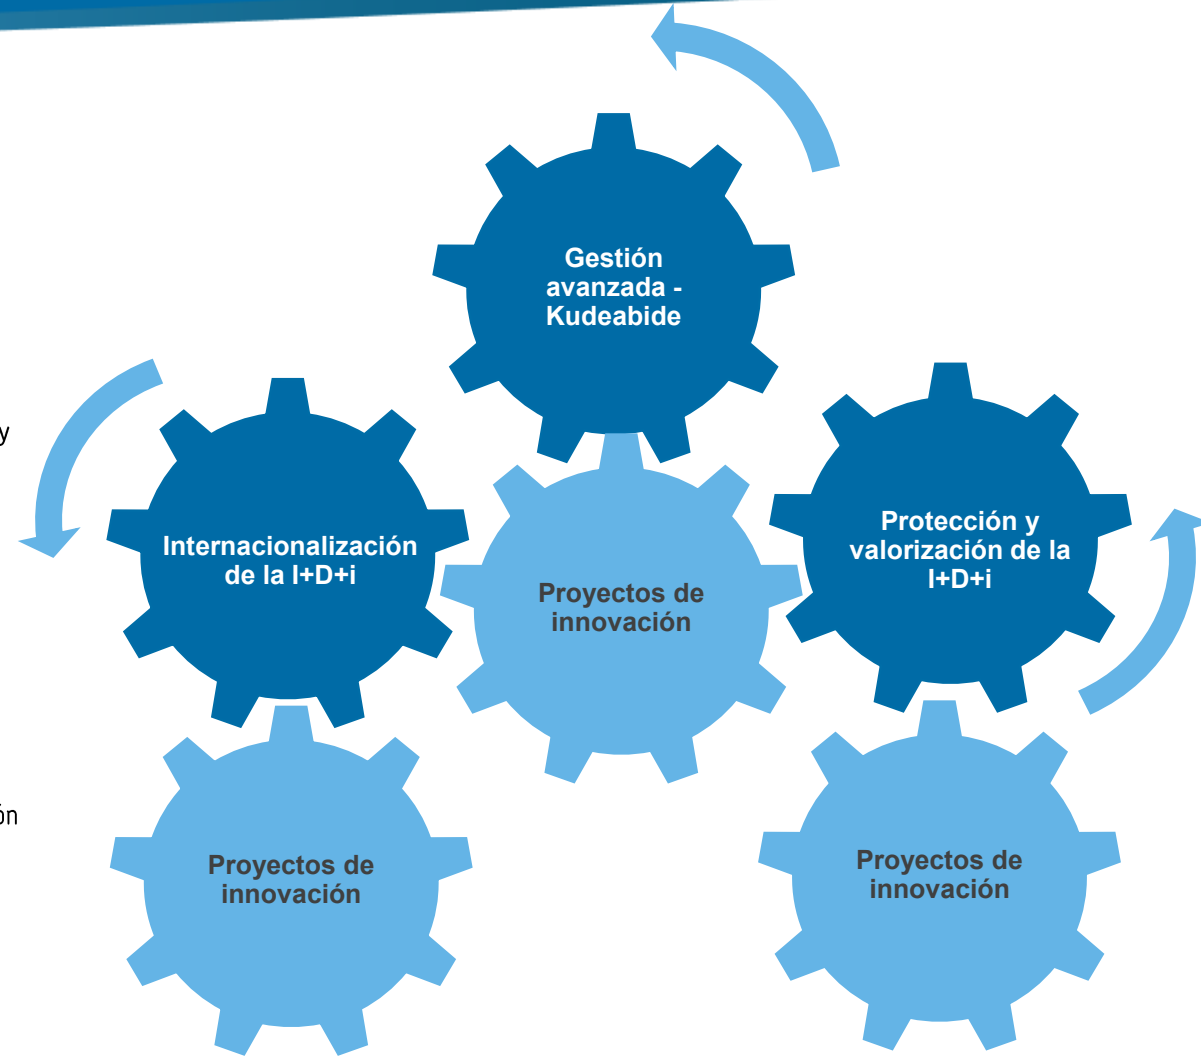 Gestión
avanzada -
Kudeabide
y
Internacionalización
de la I+D+i
Protección y
valorización de la
I+D+i
Proyectos de
innovación
ón
Proyectos de
innovación
Proyectos de
innovación